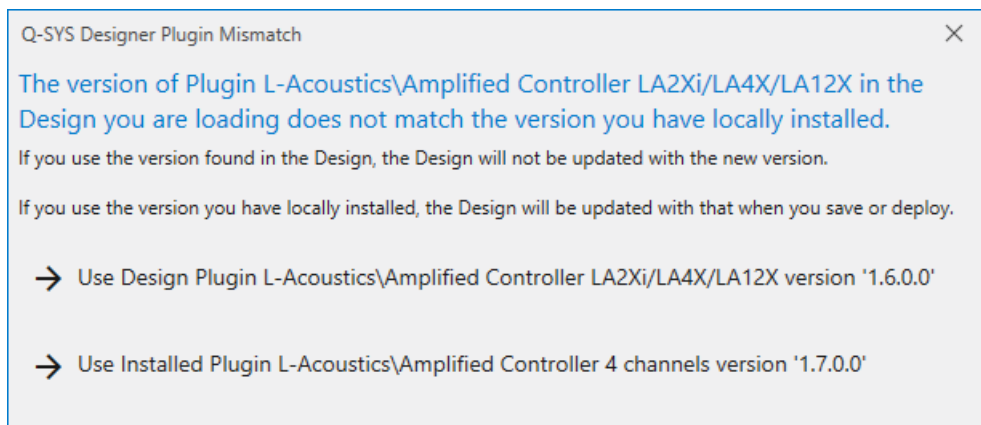 Q-SYS Designer Plugin Mismatch
The version of Plugin L-Acoustics\Amplified Controller LA2Xi/LA4X/LA12X in the
Design you are loading does not match the version you have locally installed.
If you use the version found in the Design, the Design will not be updated with the new version.
If you use the version you have locally installed, the Design will be updated with that when you save or deploy.
→ Use Design Plugin L-Acoustics\Amplified Controller LA2Xi/LA4X/LA12X version '1.6.0.0'
→ Use Installed Plugin L-Acoustics\Amplified Controller 4 channels version '1.7.0.0'